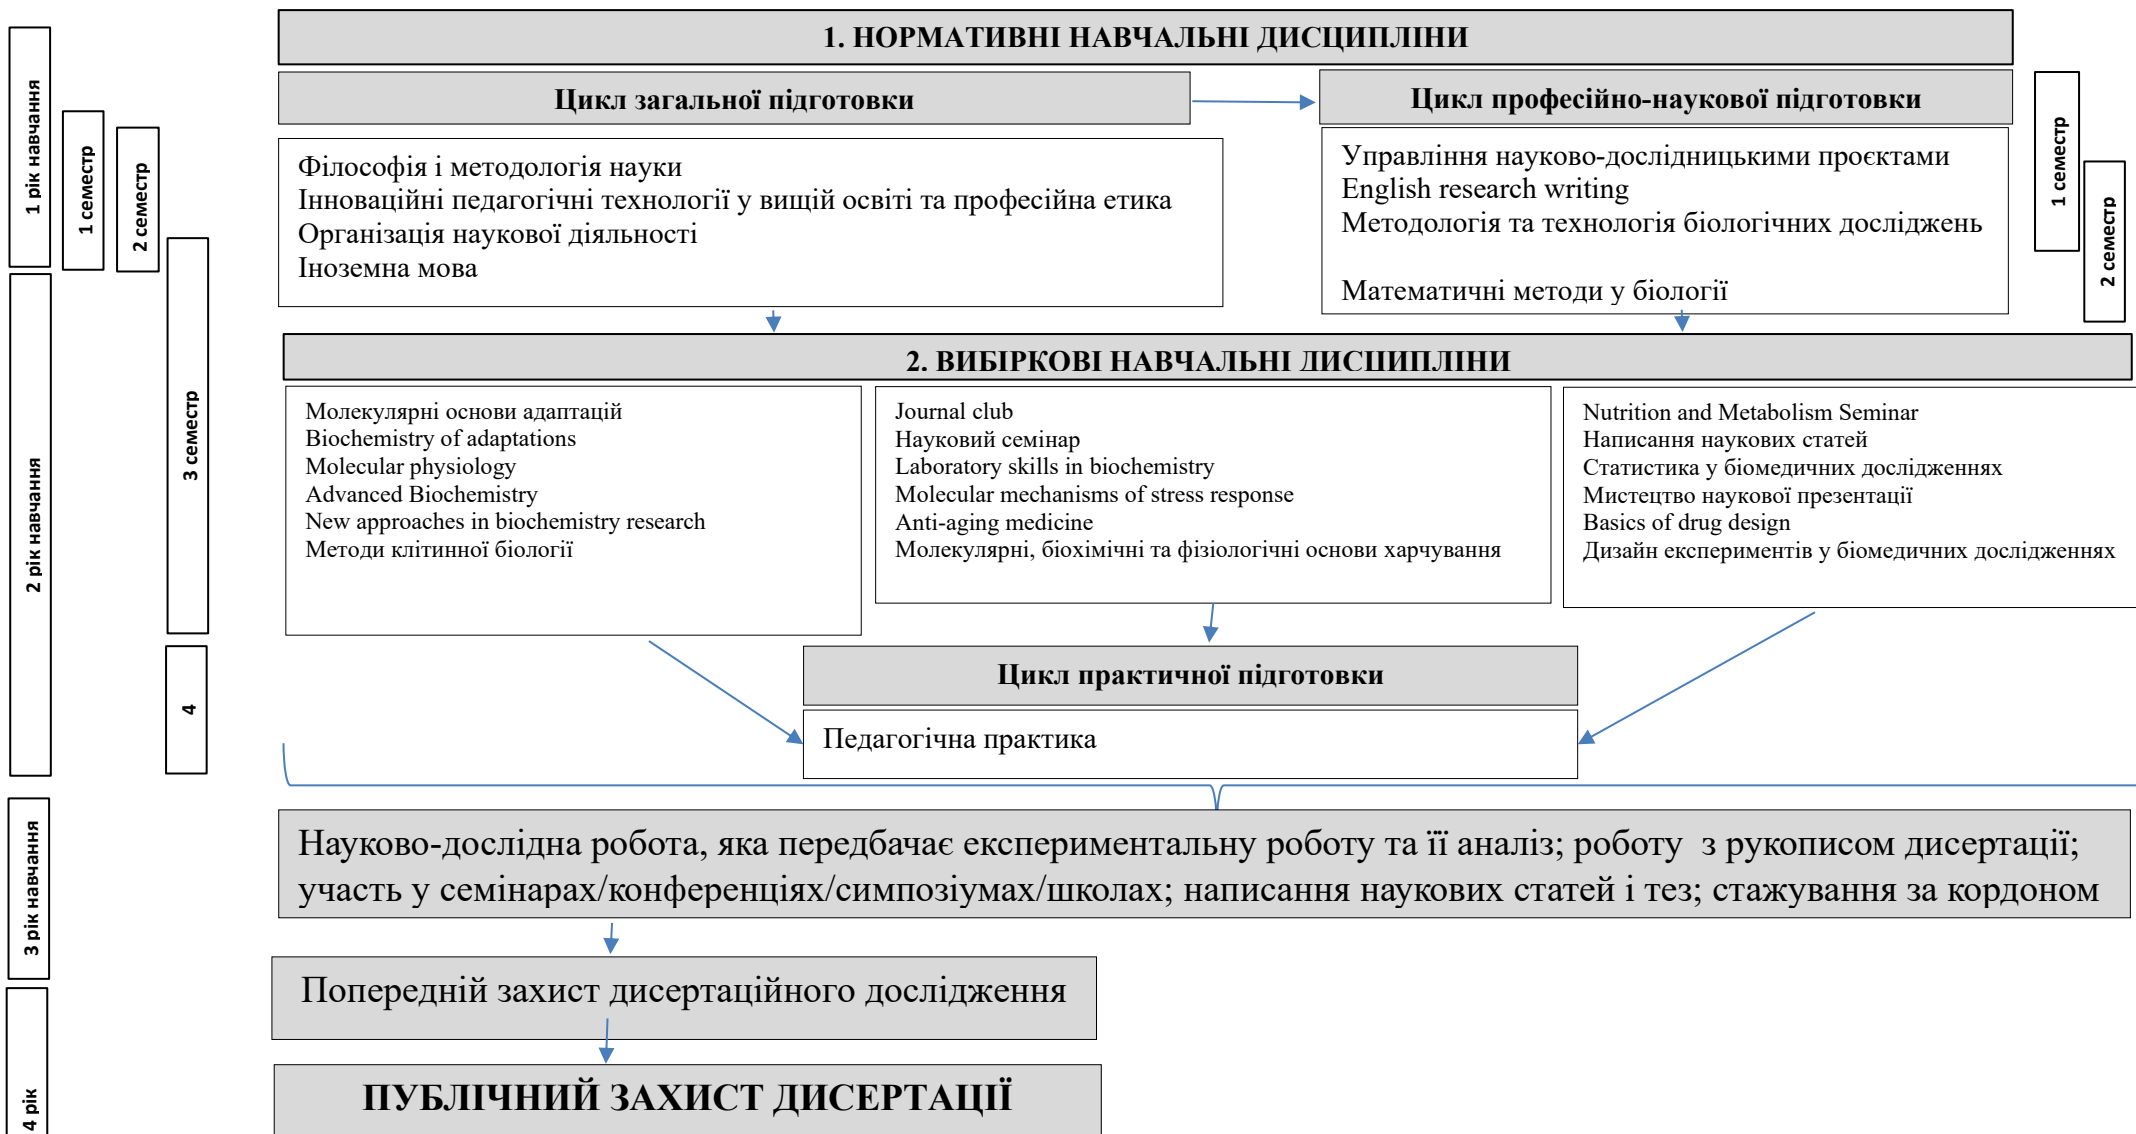 1. НОРМАТИВНІ НАВЧАЛЬНІ ДИСЦИПЛІНИ
1 рік навчання
1 семестр
2 семестр
Цикл загальної підготовки
Цикл професійно-наукової підготовки
1 семестр
2 семестр
Філософія і методологія науки
Інноваційні педагогічні технології у вищій освіті та професійна етика
Організація наукової діяльності
Іноземна мова
Управління науково-дослідницькими проєктами
English research writing
Методологія та технологія біологічних досліджень
Математичні методи у біології
2 рік навчання
3 семестр
2. ВИБІРКОВІ НАВЧАЛЬНІ ДИСЦИПЛІНИ
Молекулярні основи адаптацій
Biochemistry of adaptations
Molecular physiology
Advanced Biochemistry
New approaches in biochemistry research
Методи клітинної біології
Journal club
Науковий семінар
Laboratory skills in biochemistry
Molecular mechanisms of stress response
Anti-aging medicine
Молекулярні, біохімічні та фізіологічні основи харчування
Nutrition and Metabolism Seminar
Написання наукових статей
Статистика у біомедичних дослідженнях
Мистецтво наукової презентації
Basics of drug design
Дизайн експериментів у біомедичних дослідженнях
4
Цикл практичної підготовки
Педагогічна практика
3 рік навчання
Науково-дослідна робота, яка передбачає експериментальну роботу та її аналіз; роботу з рукописом дисертації;
участь у семінарах/конференціях/симпозіумах/школах; написання наукових статей і тез; стажування за кордоном
Попередній захист дисертаційного дослідження
4 рік
ПУБЛІЧНИЙ ЗАХИСТ ДИСЕРТАЦІЇ